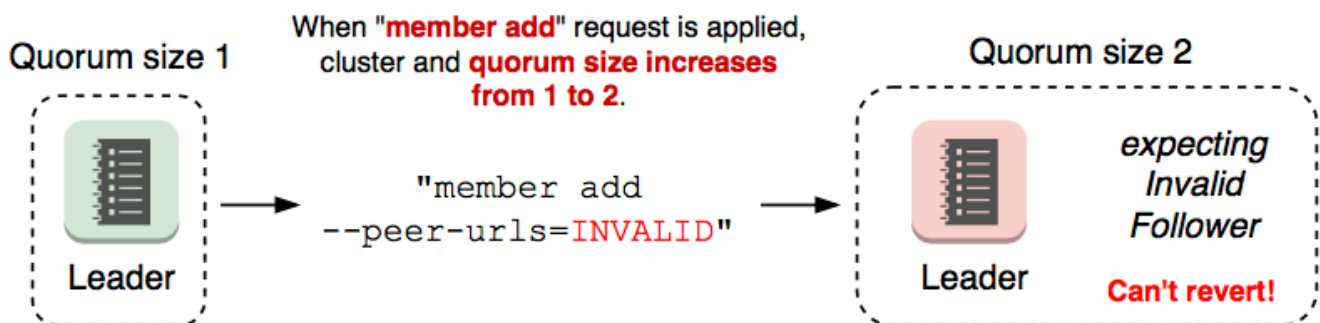 Quorum size 1
When "member add" request is applied,
cluster and quorum size increases
from 1 to 2.
Quorum size 2
Leader
"member add
--peer-urls=INVALID"
Leader
expecting
Invalid
Follower
Can't revert!